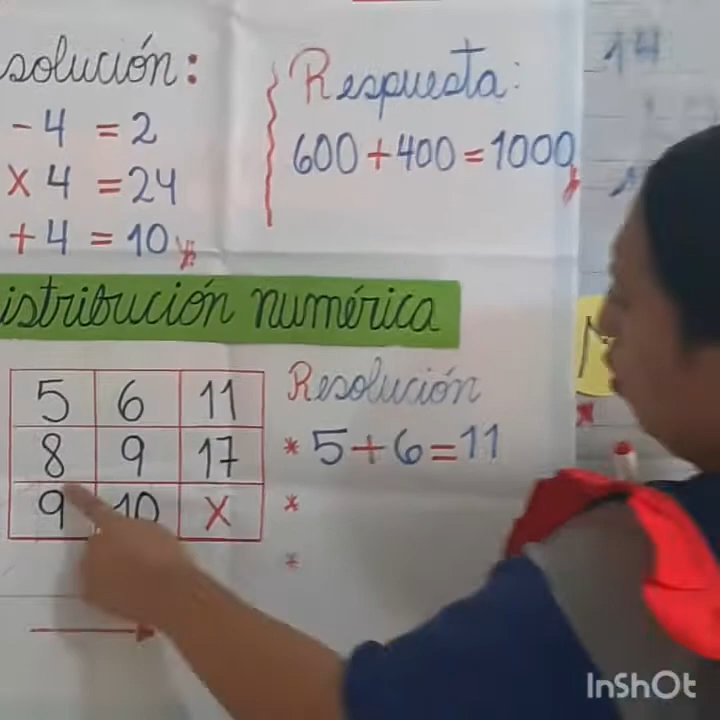 solución:
- 4 = 2
x 4 = 24
+ 4 = 10
Respuesta:
600+400=1000
14
istribución numérica
5 6 11
8 9 17
9 10 X
Resolución
* 5+6=11
*
*
InShOt